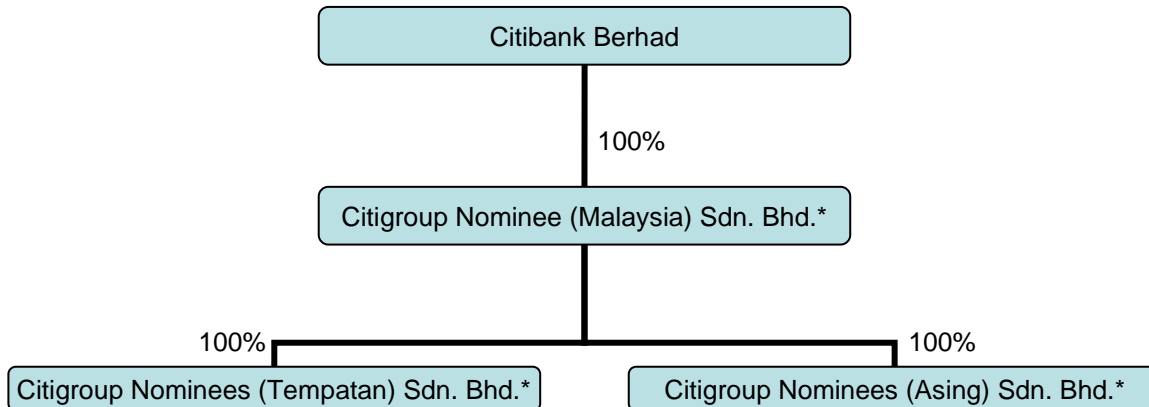 Citibank Berhad
100%
Citigroup Nominee (Malaysia) Sdn. Bhd.*
100%
100%
Citigroup Nominees (Tempatan) Sdn. Bhd.*
Citigroup Nominees (Asing) Sdn. Bhd.*